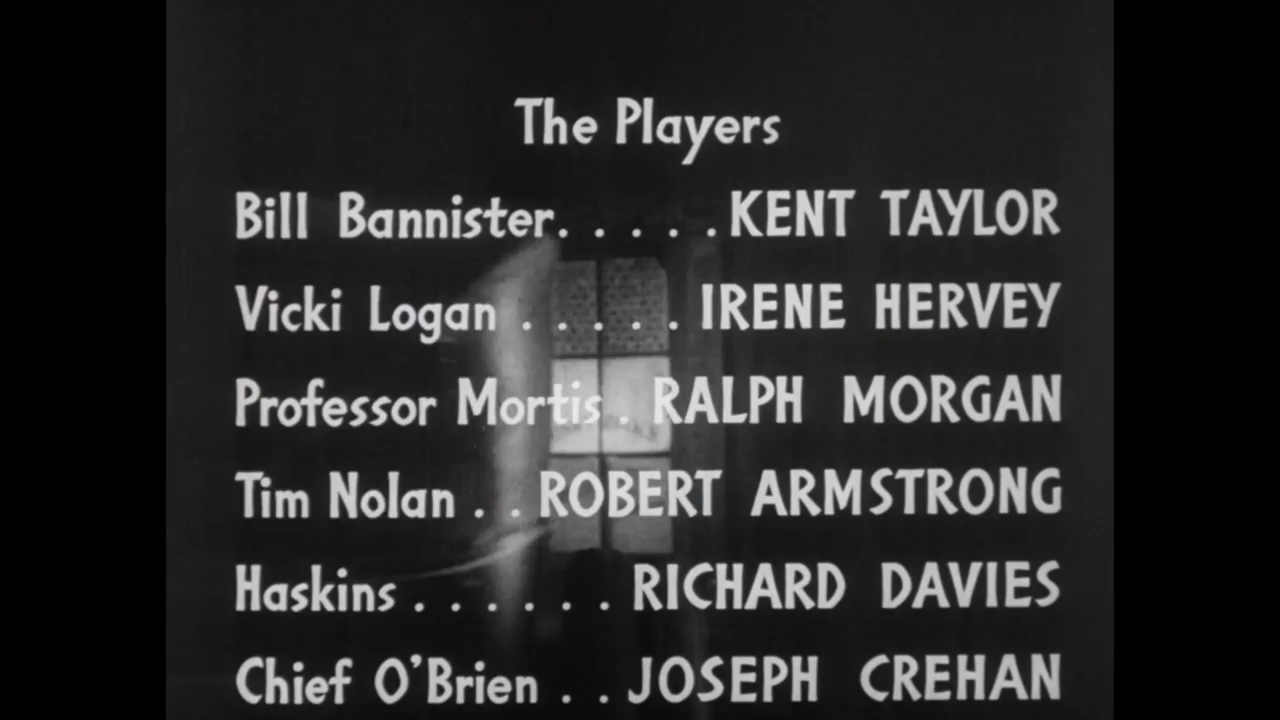 The Players
Bill Bannister. . . . . KENT TAYLOR
Vicki Logan . . . . . IRENE HERVEY
Professor Mortis . RALPH MORGAN
Tim Nolan . . ROBERT ARMSTRONG
Haskins . . . . . . RICHARD DAVIES
Chief O'Brien . . JOSEPH CREHAN